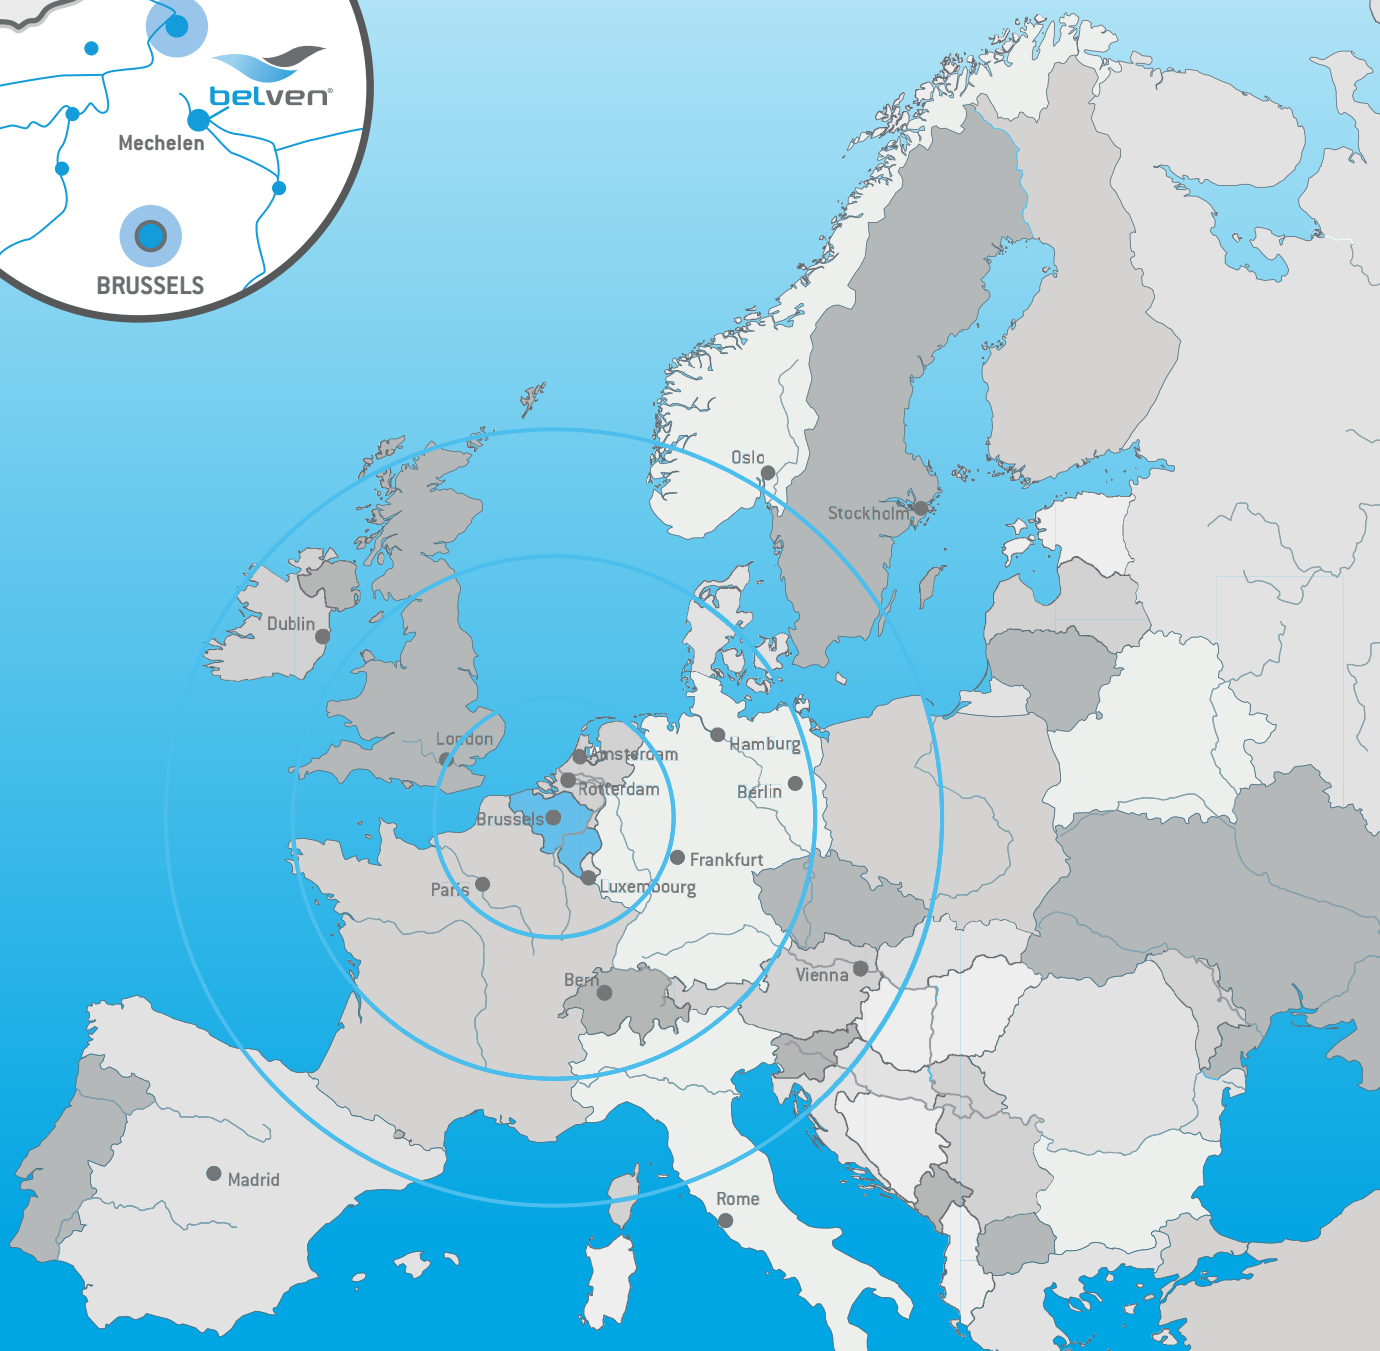 belven®
Mechelen
BRUSSELS
Oslo
Stockholm
Dublin
London
Amsterdam
Hamburg
Rotterdam
Berlin
Brussels
Frankfurt
Paris
Luxembourg
Bern
Vienna
Madrid
Rome